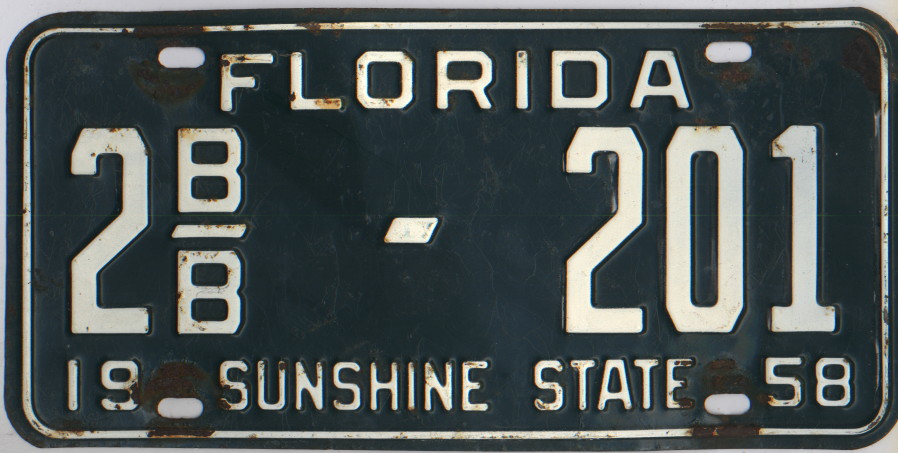 FLORIDA
2 B/B - 201
19 SUNSHINE STATE 58